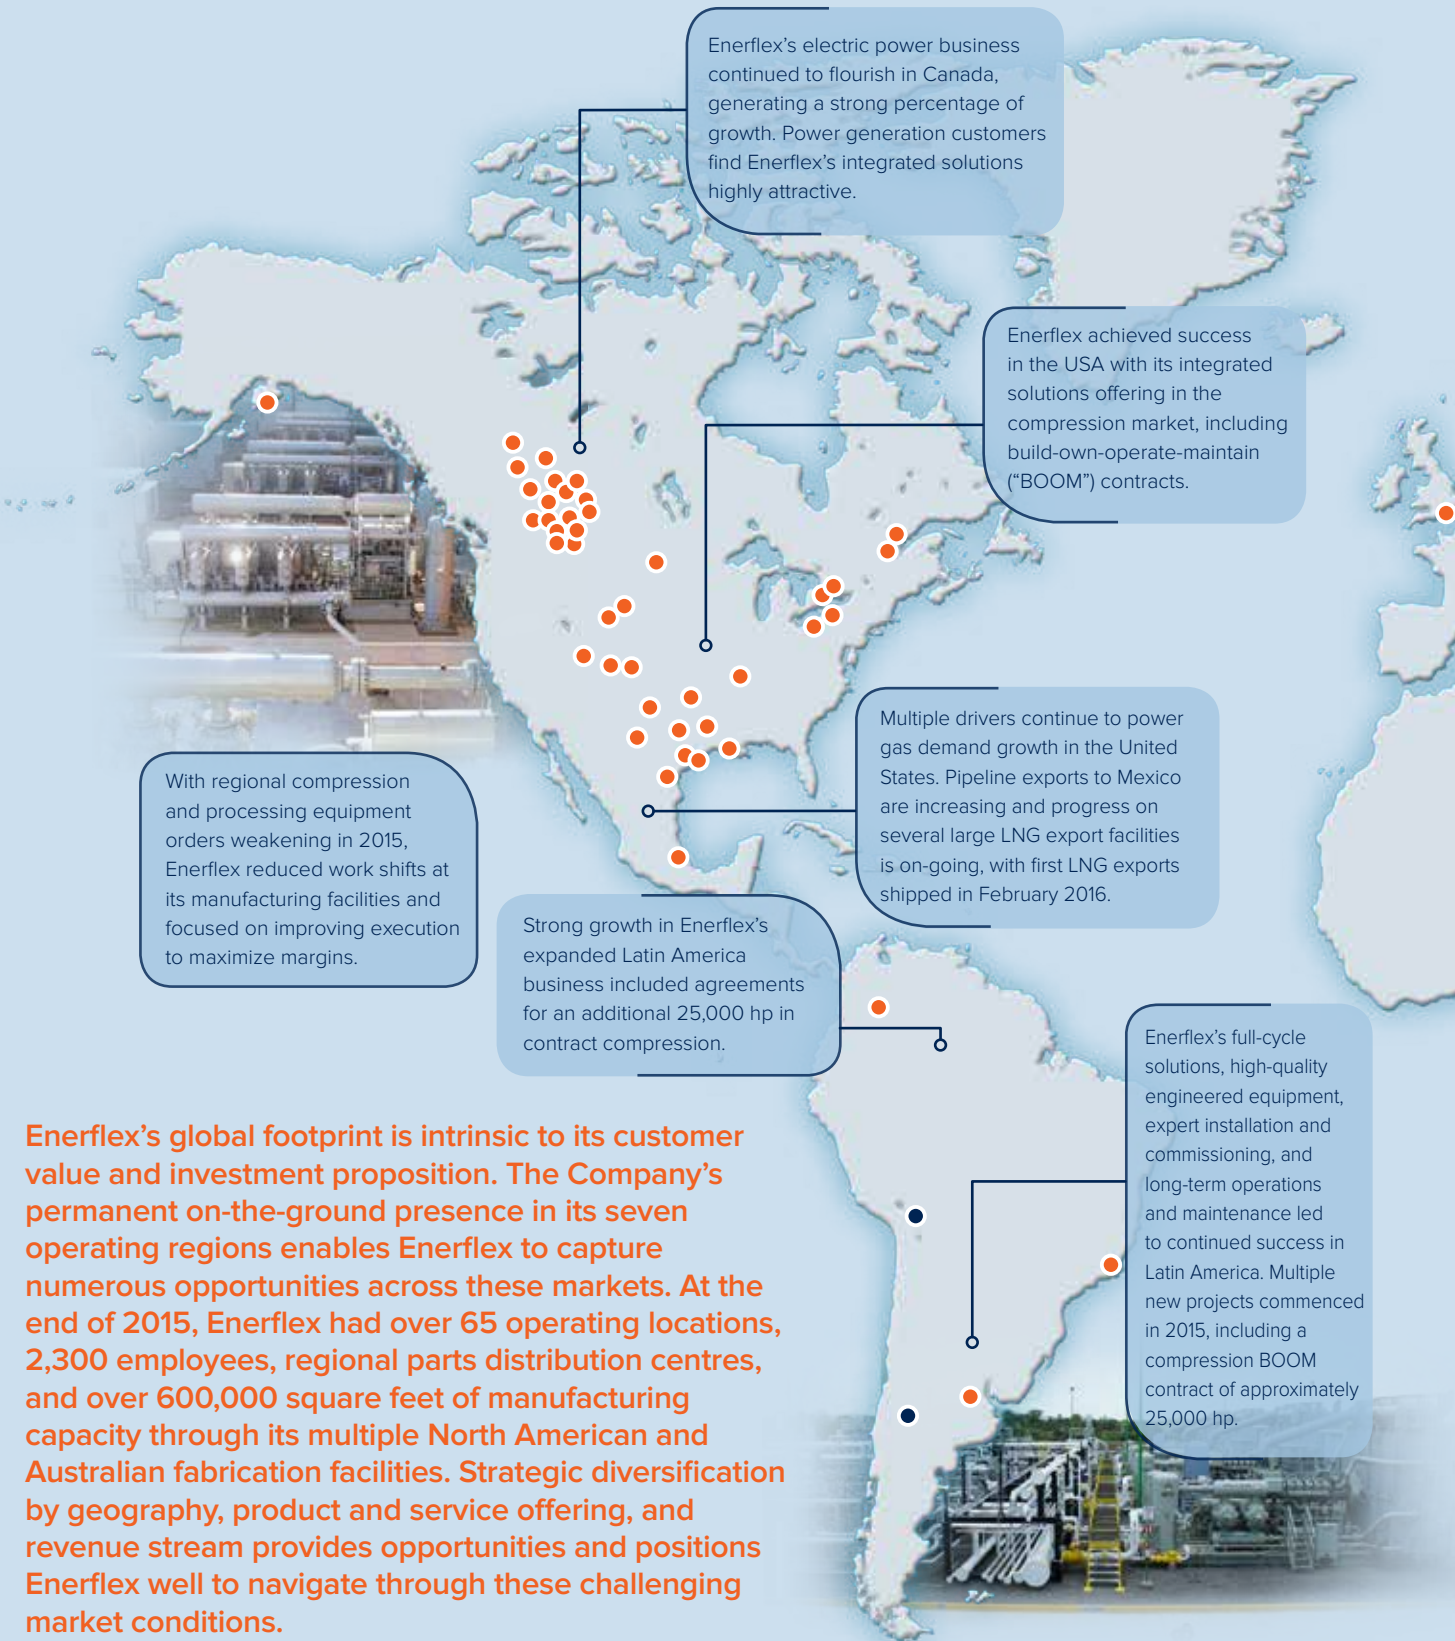 Enerflex’s electric power business
continued to flourish in Canada,
generating a strong percentage of
growth. Power generation customers
find Enerflex’s integrated solutions
highly attractive.
Enerflex achieved success
in the USA with its integrated
solutions offering in the
compression market, including
build-own-operate-maintain
(“BOOM”) contracts.
Multiple drivers continue to power
gas demand growth in the United
States. Pipeline exports to Mexico
are increasing and progress on
several large LNG export facilities
is on-going, with first LNG exports
shipped in February 2016.
With regional compression
and processing equipment
orders weakening in 2015,
Enerflex reduced work shifts at
its manufacturing facilities and
focused on improving execution
to maximize margins.
Strong growth in Enerflex’s
expanded Latin America
business included agreements
for an additional 25,000 hp in
contract compression.
Enerflex’s full-cycle
solutions, high-quality
engineered equipment,
expert installation and
commissioning, and
long-term operations
and maintenance led
to continued success in
Latin America. Multiple
new projects commenced
in 2015, including a
compression BOOM
contract of approximately
25,000 hp.
Enerflex’s global footprint is intrinsic to its customer
value and investment proposition. The Company’s
permanent on-the-ground presence in its seven
operating regions enables Enerflex to capture
numerous opportunities across these markets. At the
end of 2015, Enerflex had over 65 operating locations,
2,300 employees, regional parts distribution centres,
and over 600,000 square feet of manufacturing
capacity through its multiple North American and
Australian fabrication facilities. Strategic diversification
by geography, product and service offering, and
revenue stream provides opportunities and positions
Enerflex well to navigate through these challenging
market conditions.